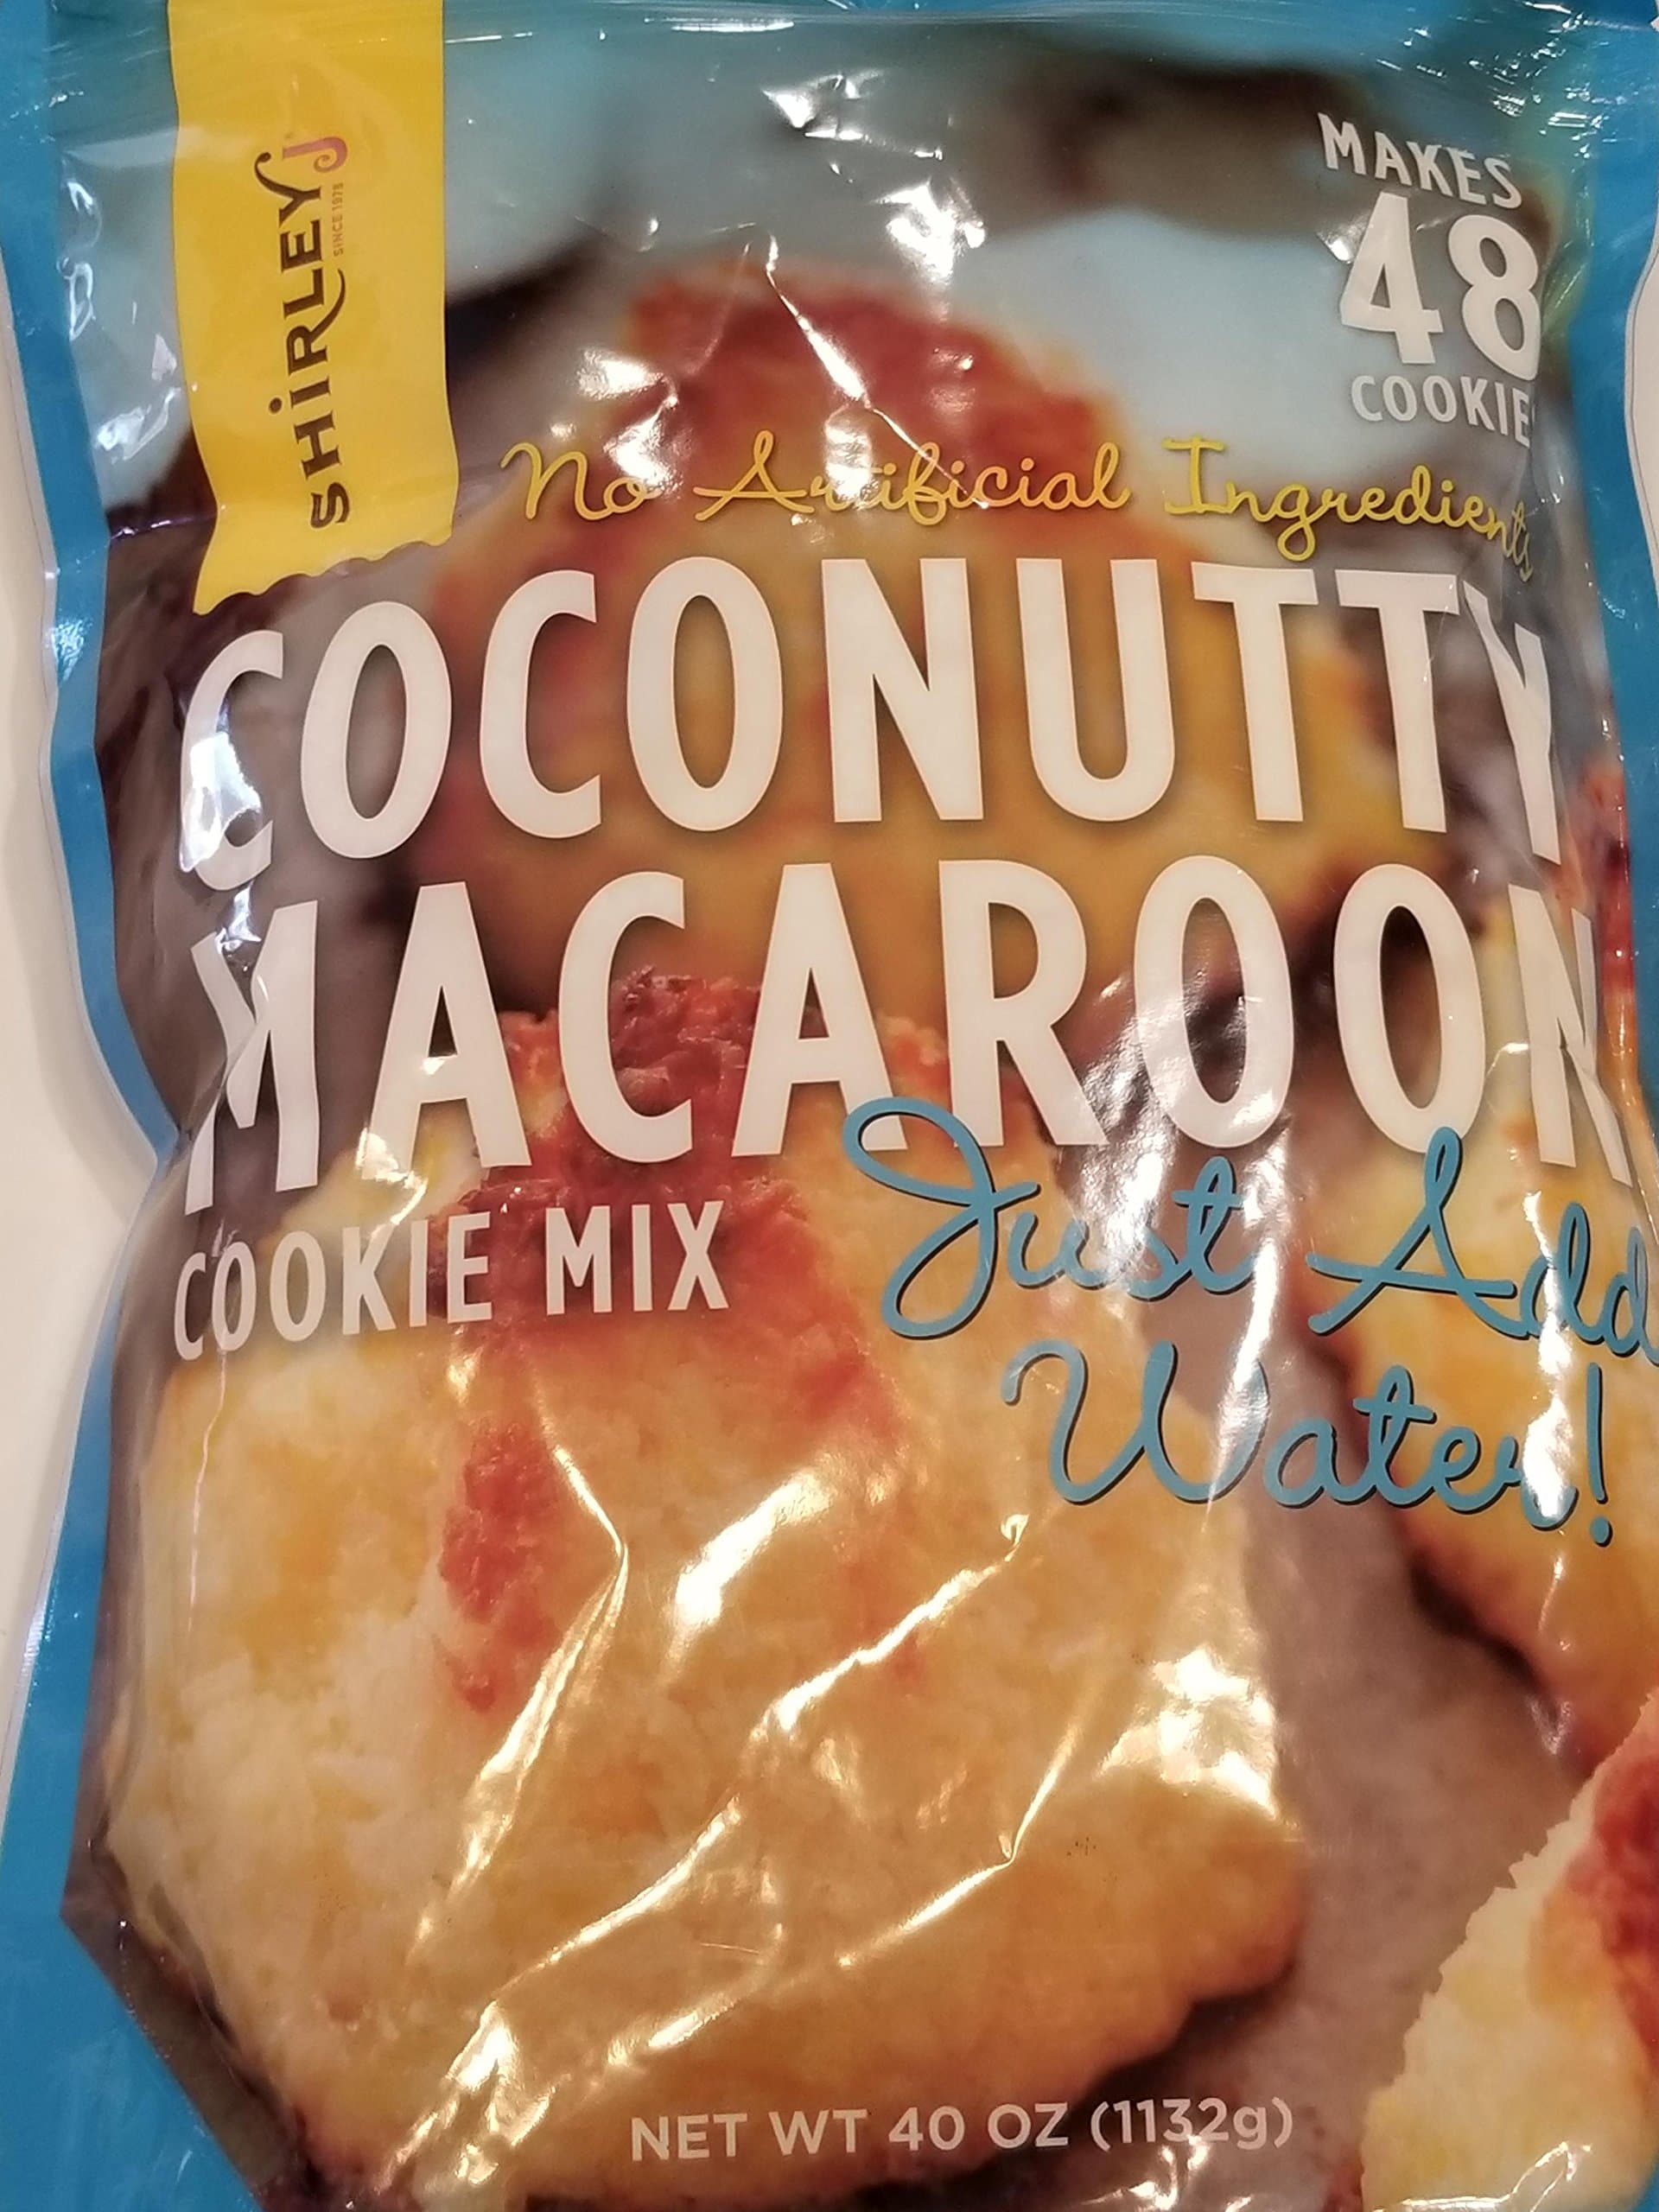 SHIRLEY J
SINCE 1978
MAKES
48
COOKIE
No Artificial Ingredients
COCONUTTY
MACAROON
COOKIE MIX
Just Add
Water!
NET WT 40 OZ (1132g)